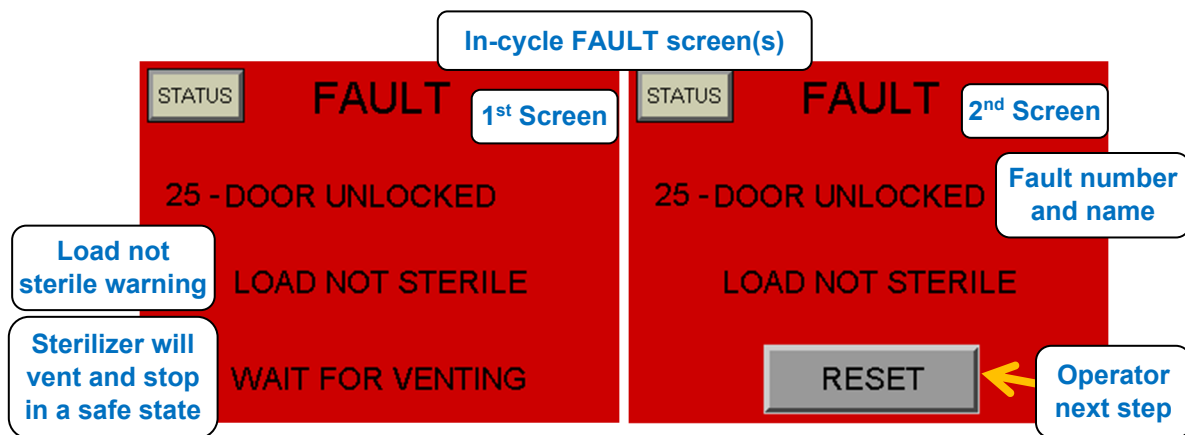 In-cycle FAULT screen(s)
STATUS
FAULT
1st Screen
25 - DOOR UNLOCKED
Load not
sterile warning
LOAD NOT STERILE
Sterilizer will
vent and stop
in a safe state
WAIT FOR VENTING
STATUS
FAULT
2nd Screen
25 - DOOR UNLOCKED
Fault number
and name
LOAD NOT STERILE
RESET
Operator
next step